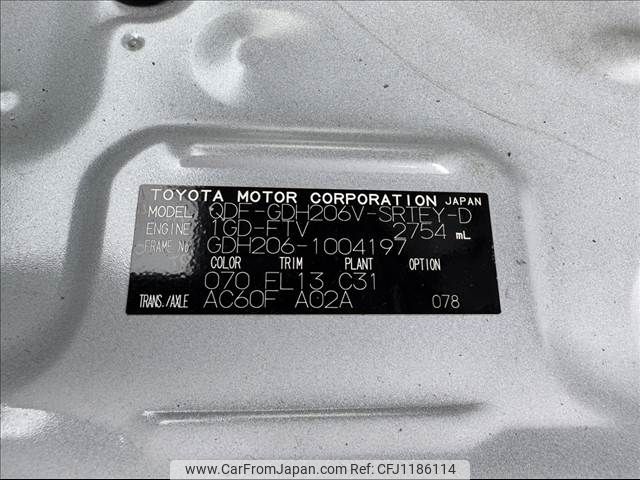 TOYOTA MOTOR CORPORATION JAPAN
MODEL QDF-GDH206V-SRTEY-D
ENGINE 1GD-FTV 2754 mL
FRAME No. GDH206-1004197
COLOR TRIM PLANT OPTION
070 FL13 C31
TRANS./AXLE AC60F A02A 078
www.CarFromJapan.com | Ref No. CFJ1186114